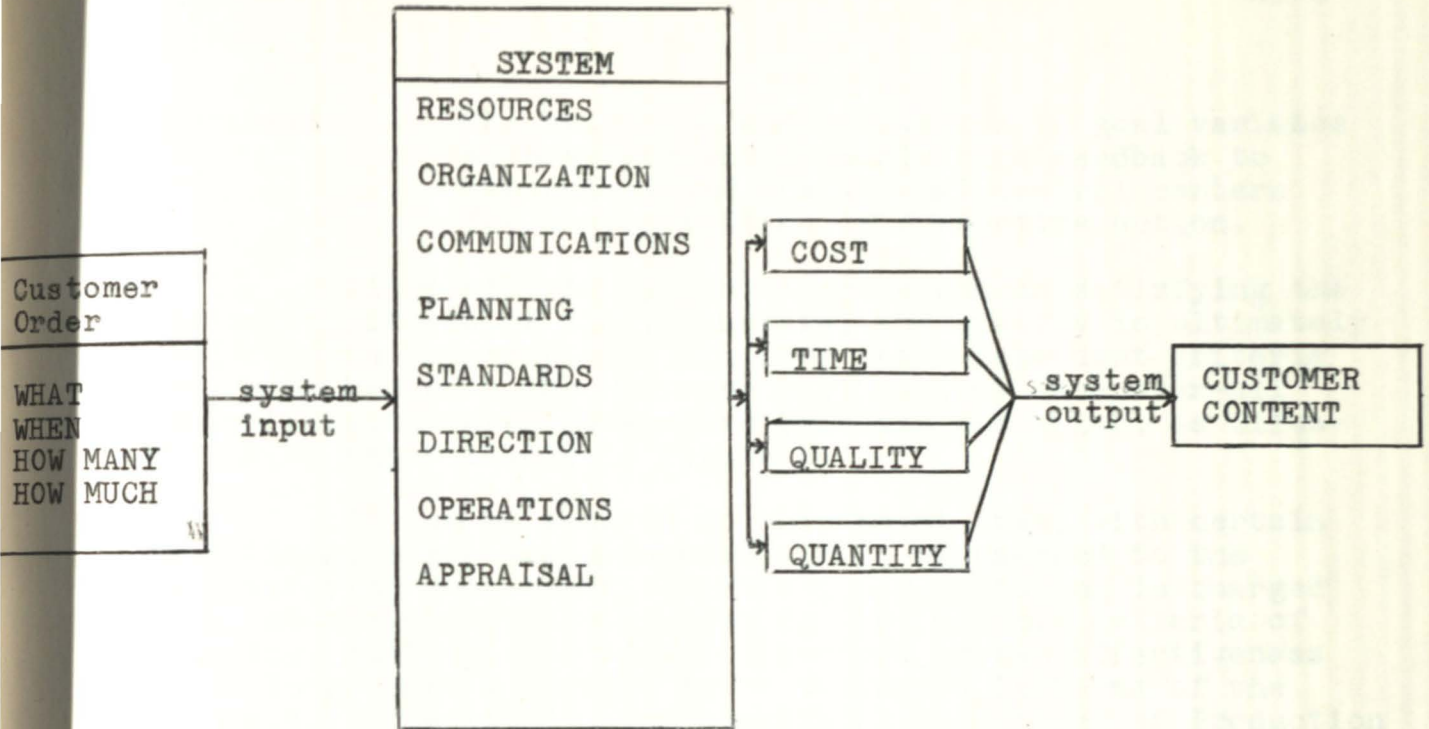 SYSTEM
RESOURCES
ORGANIZATION
COMMUNICATIONS
PLANNING
STANDARDS
DIRECTION
OPERATIONS
APPRAISAL
Customer
Order
WHAT
WHEN
HOW MANY
HOW MUCH
system
input
COST
TIME
QUALITY
QUANTITY
system
output
CUSTOMER
CONTENT